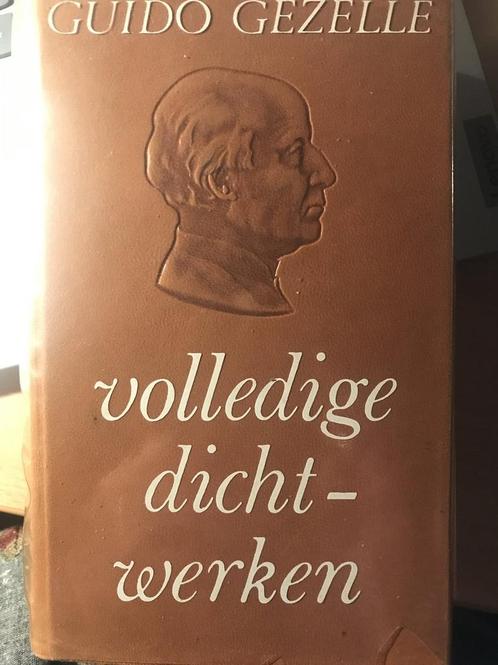 GUIDO GEZELLE
volledige
dicht-
werken